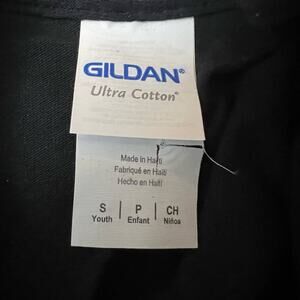 GILDAN®
Ultra Cotton®
Made in Haiti
Fabriqué en Haïti
Hecho en Haití
S | P | CH
Youth | Enfant | Niños